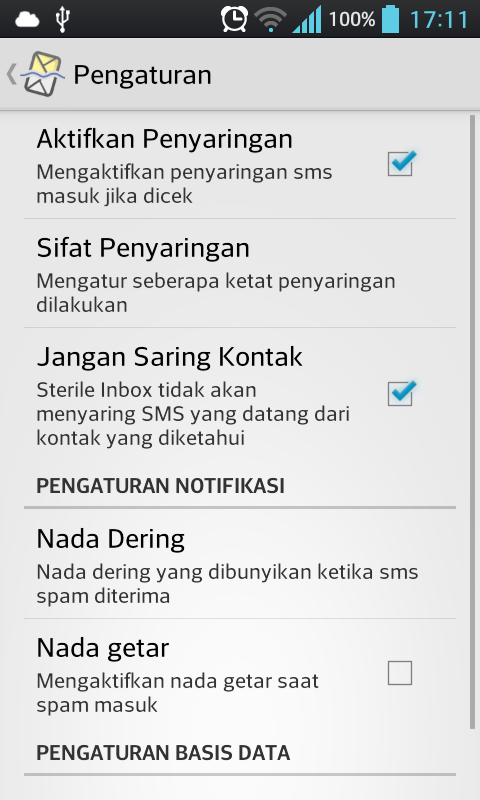 100% 17:11
Pengaturan
Aktifkan Penyaringan
Mengaktifkan penyaringan sms
masuk jika dicek
Sifat Penyaringan
Mengatur seberapa ketat penyaringan
dilakukan
Jangan Saring Kontak
Sterile Inbox tidak akan
menyaring SMS yang datang dari
kontak yang diketahui
PENGATURAN NOTIFIKASI
Nada Dering
Nada dering yang dibunyikan ketika sms
spam diterima
Nada getar
Mengaktifkan nada getar saat
spam masuk
PENGATURAN BASIS DATA